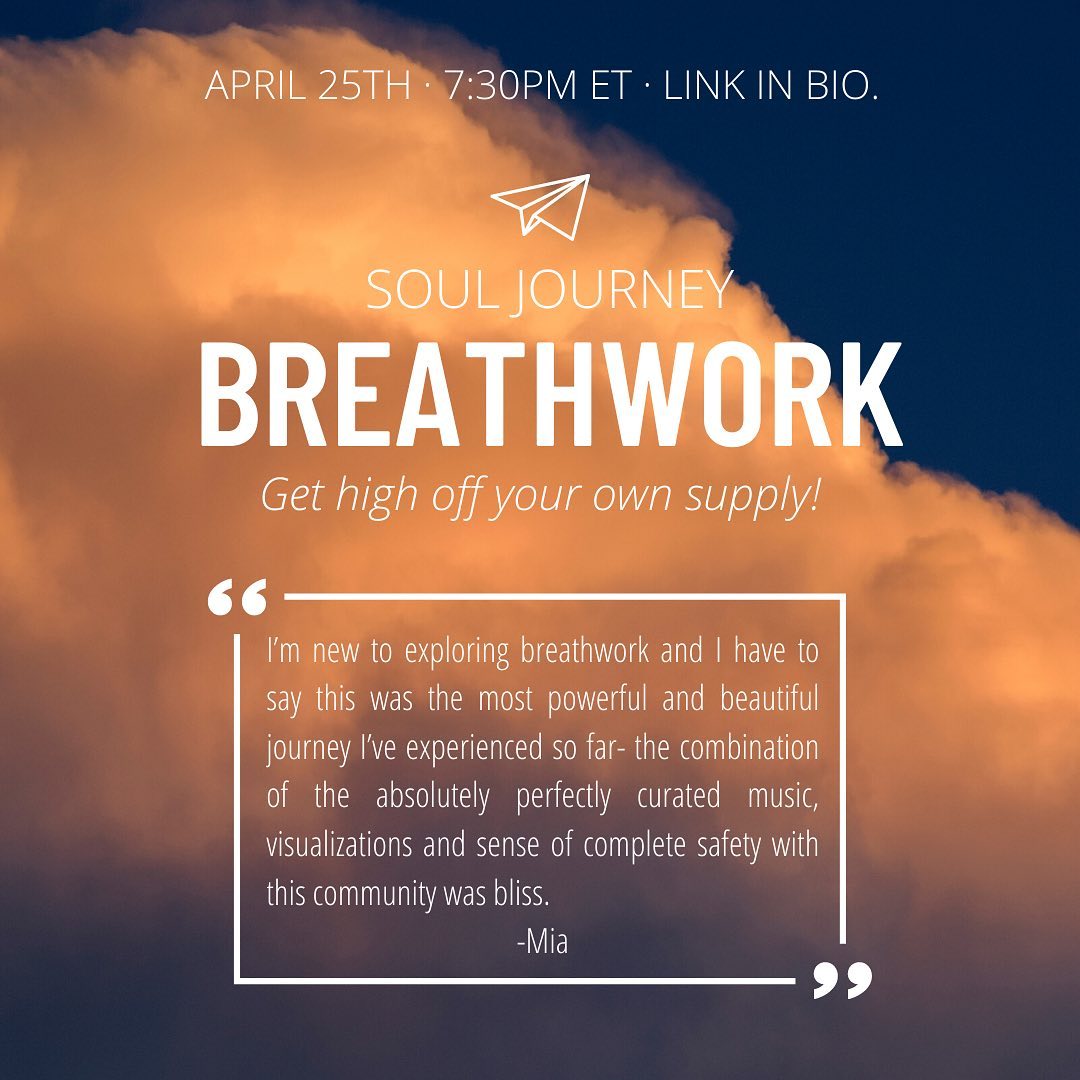 APRIL 25TH · 7:30PM ET · LINK IN BIO.
SOUL JOURNEY
BREATHWORK
Get high off your own supply!
“
I’m new to exploring breathwork and I have to
say this was the most powerful and beautiful
journey I’ve experienced so far- the combination
of the absolutely perfectly curated music,
visualizations and sense of complete safety with
this community was bliss.
-Mia
”